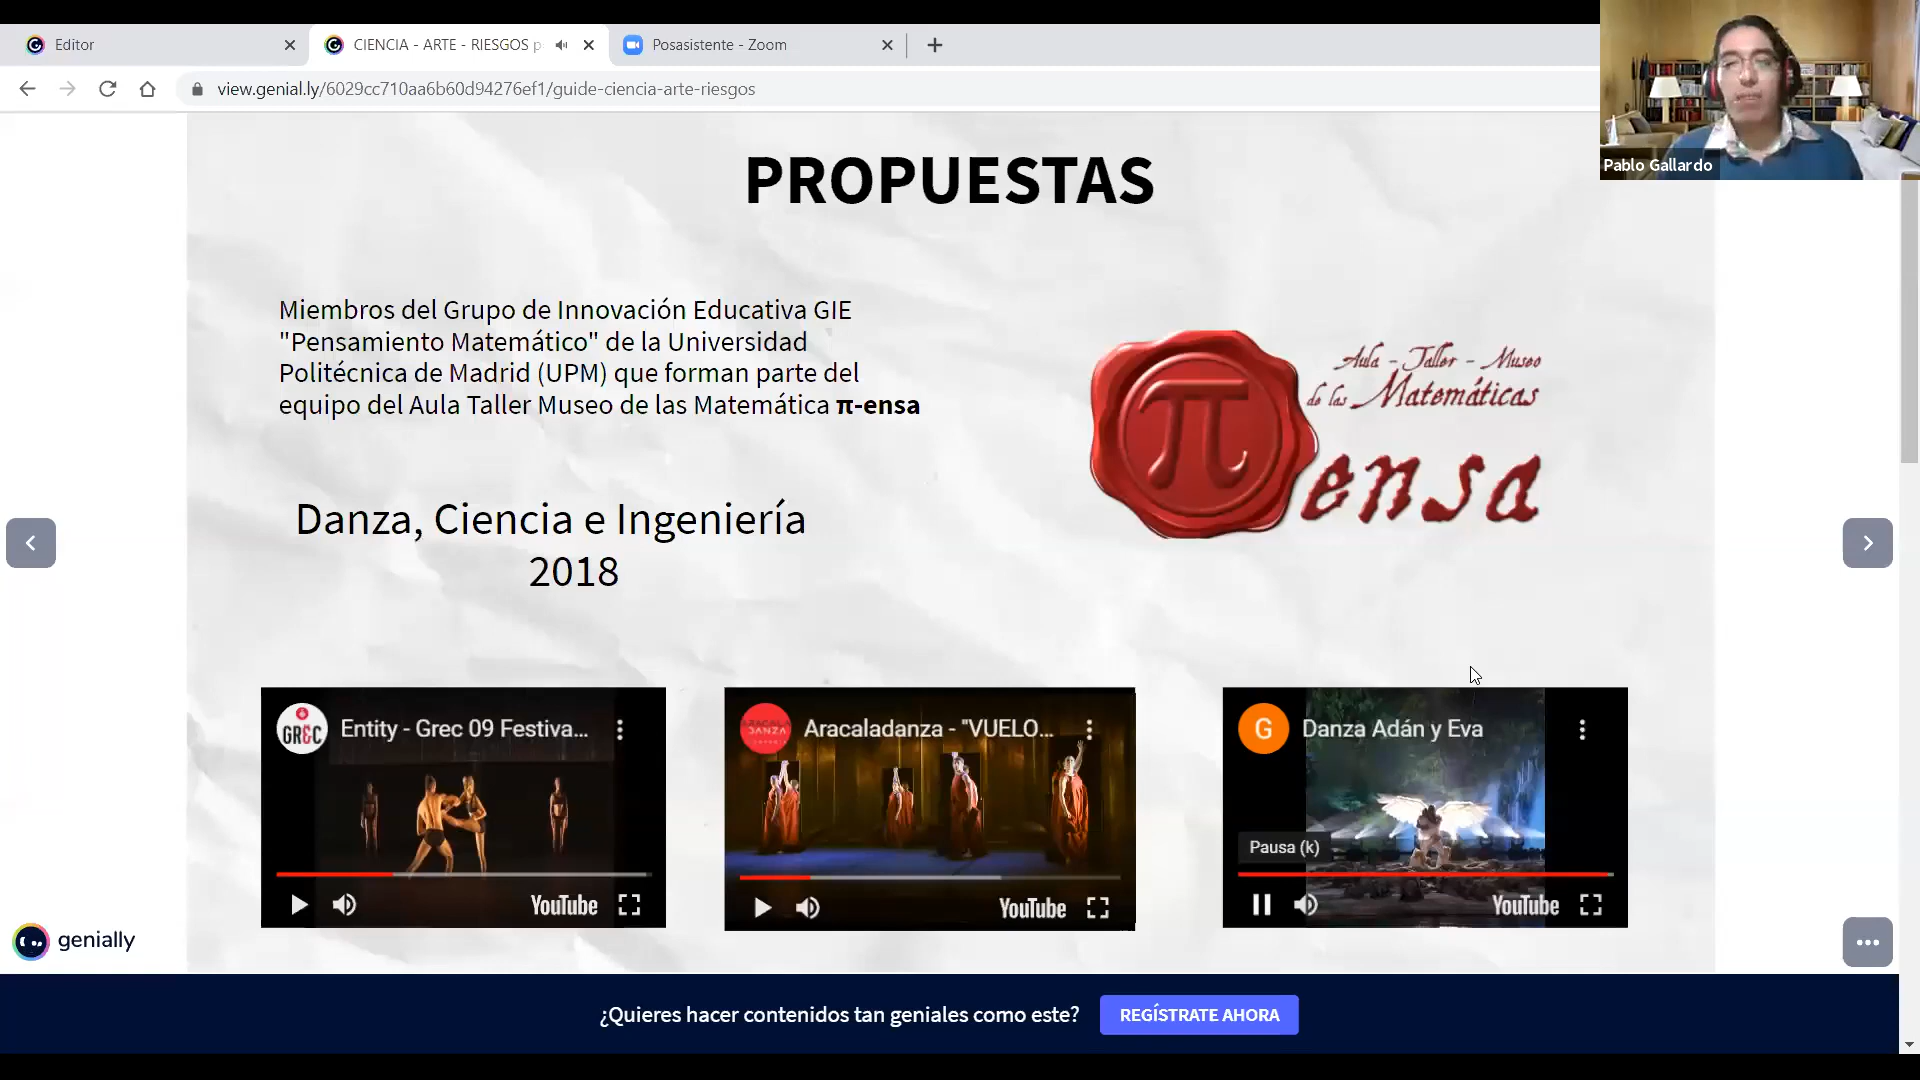 Editor
CIENCIA - ARTE - RIESGOS p
Posasistente - Zoom
view.genial.ly/6029cc710aa6b60d94276ef1/guide-ciencia-arte-riesgos
Pablo Gallardo
PROPUESTAS
Miembros del Grupo de Innovación Educativa GIE
"Pensamiento Matemático" de la Universidad
Politécnica de Madrid (UPM) que forman parte del
equipo del Aula Taller Museo de las Matemática π-ensa
Aula - Taller - Museo
de las Matemáticas
π ensa
Danza, Ciencia e Ingeniería
2018
GREC
Entity - Grec 09 Festiva...
YouTube
ARACALA
DANZA
Aracaladanza - "VUELO...
YouTube
G
Danza Adán y Eva
Pausa (k)
YouTube
genially
¿Quieres hacer contenidos tan geniales como este?
REGÍSTRATE AHORA